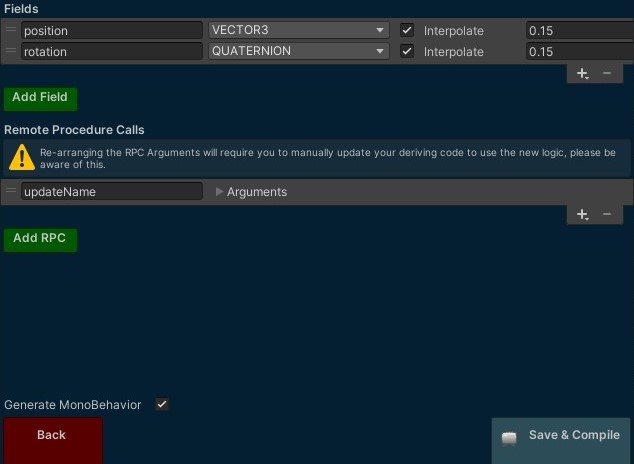 Fields
position VECTOR3 Interpolate 0.15
rotation QUATERNION Interpolate 0.15
Add Field
Remote Procedure Calls
Re-arranging the RPC Arguments will require you to manually update your deriving code to use the new logic, please be
aware of this.
updateName Arguments
Add RPC
Generate MonoBehavior
Back Save & Compile